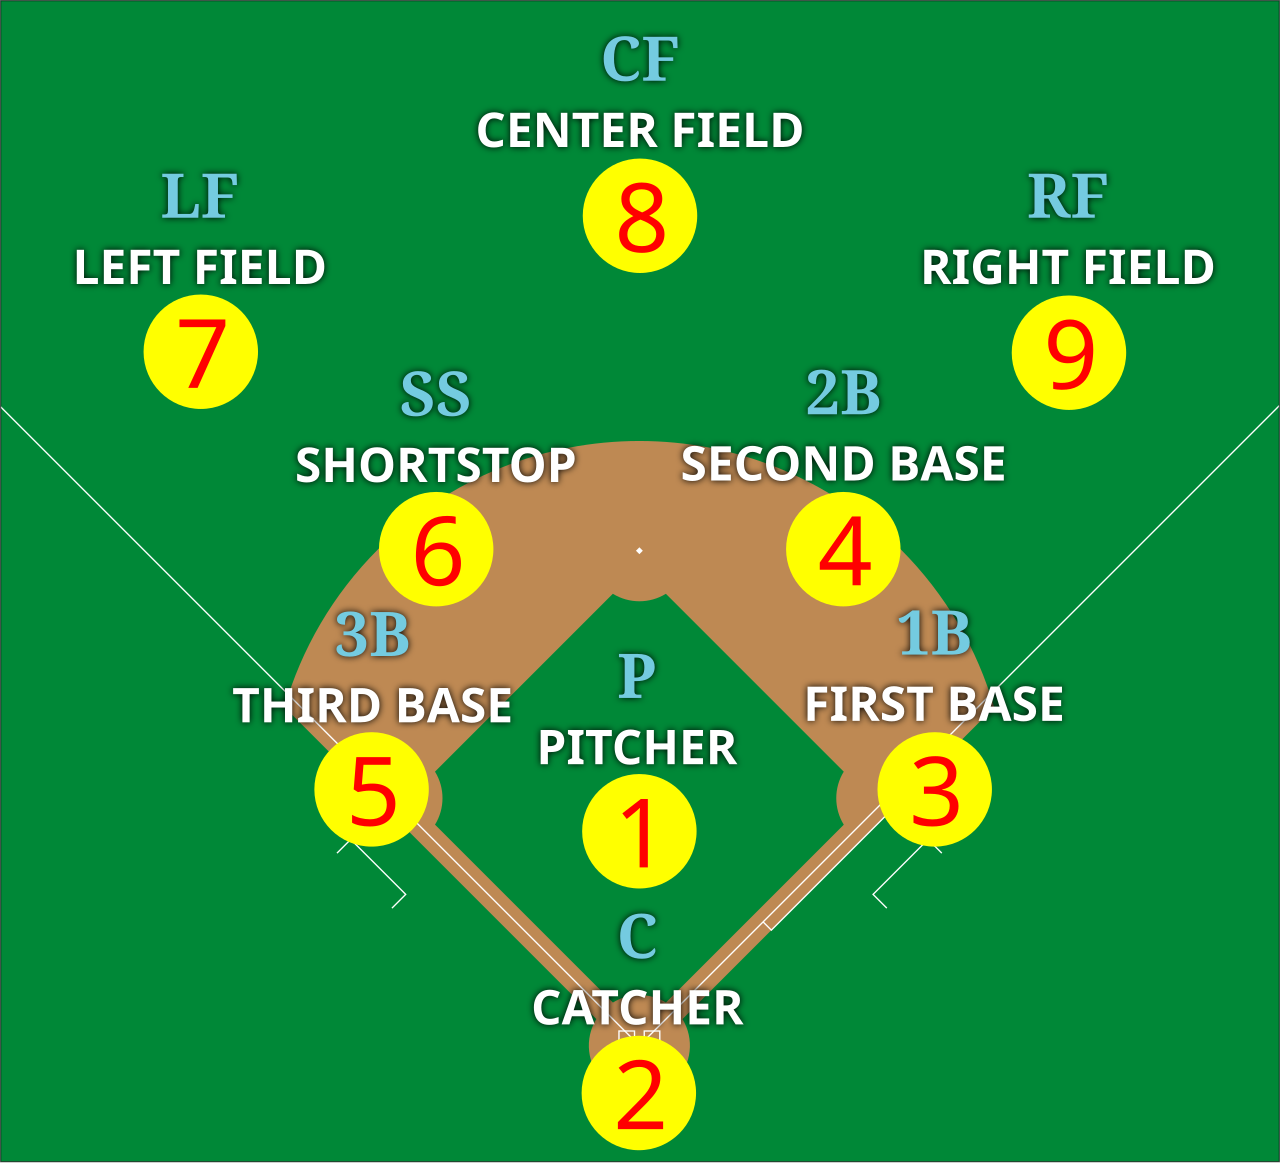 CF
CENTER FIELD
8
LF
LEFT FIELD
7
RF
RIGHT FIELD
9
SS
SHORTSTOP
6
2B
SECOND BASE
4
3B
THIRD BASE
5
P
PITCHER
1
1B
FIRST BASE
3
C
CATCHER
2